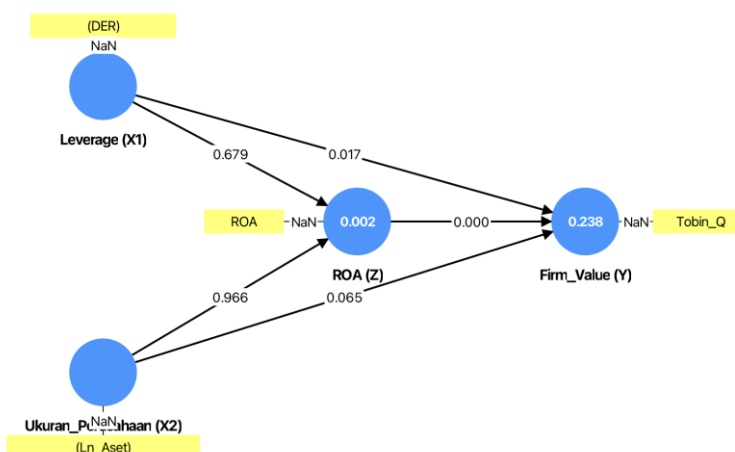 (DER)
NaN
Leverage (X1)
0.679
0.017
ROA
NaN
0.002
0.000
0.238
NaN
Tobin_Q
ROA (Z)
Firm_Value (Y)
0.966
0.065
NaN
(X2)
(Ln_Aset)